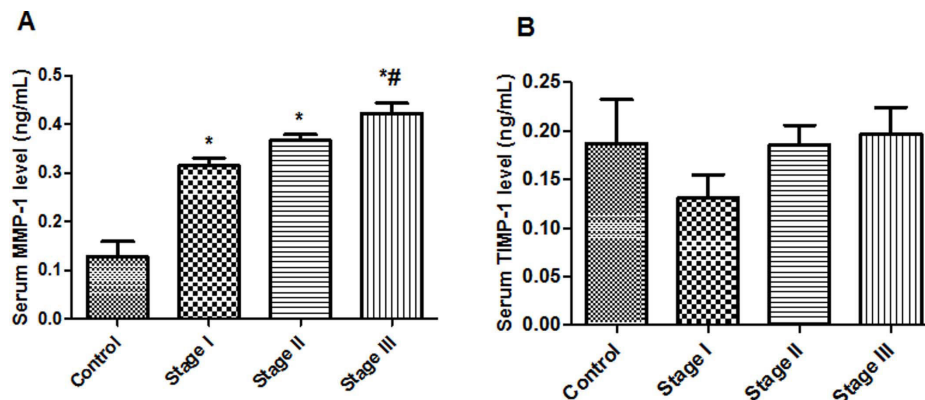 A
Serum MMP-1 level (ng/mL)
0.5
0.4
0.3
0.2
0.1
0.0
*
*
*#
Control
Stage I
Stage II
Stage III
B
Serum TIMP-1 level (ng/mL)
0.25
0.20
0.15
0.10
0.05
0.00
Control
Stage I
Stage II
Stage III